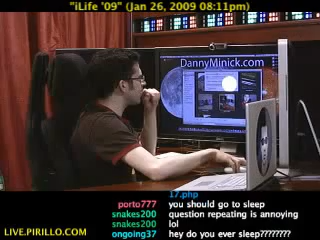 "iLife '09" (Jan 26, 2009 08:11pm)
DannyMinick.com
17.php
porto777 you should go to sleep
snakes200 question repeating is annoying
snakes200 lol
ongoing37 hey do you ever sleep????????
LIVE.PIRILLO.COM